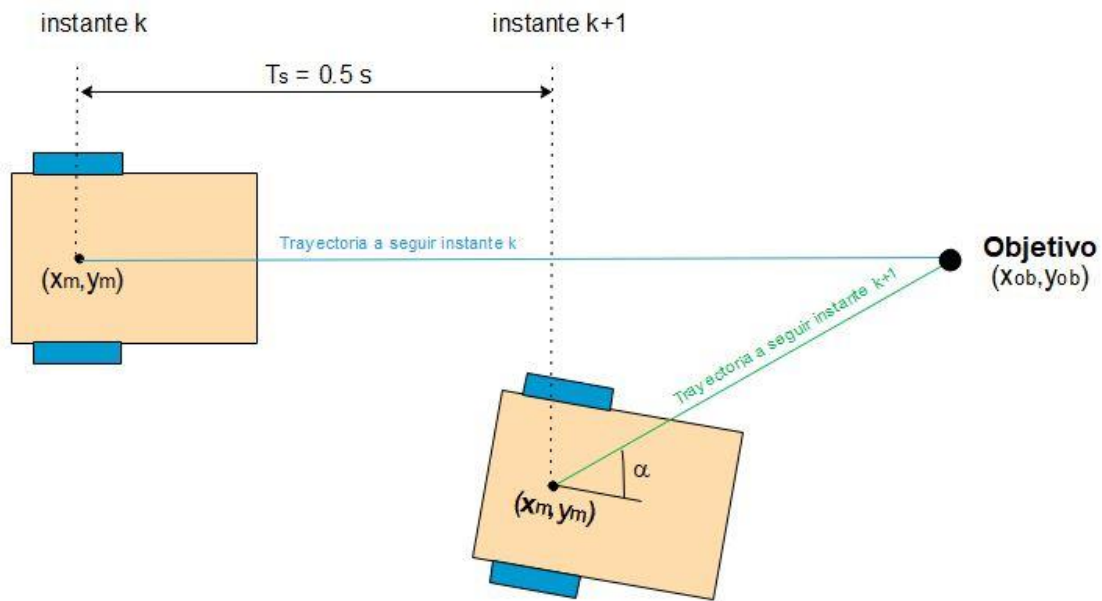 instante k
instante k+1
Ts = 0.5 s
Trayectoria a seguir instante k
(xm,ym)
Objetivo
(xob,yob)
Trayectoria a seguir instante k+1
α
(xm,ym)